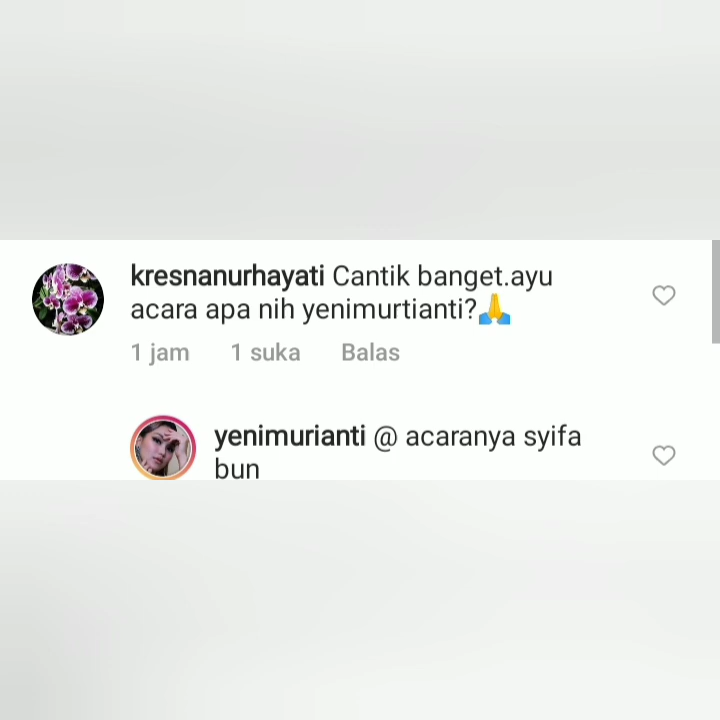 kresnanurhayati Cantik banget.ayu
acara apa nih yenimurtianti?🙏
1 jam 1 suka Balas
yenimurianti @ acaranya syifa
bun